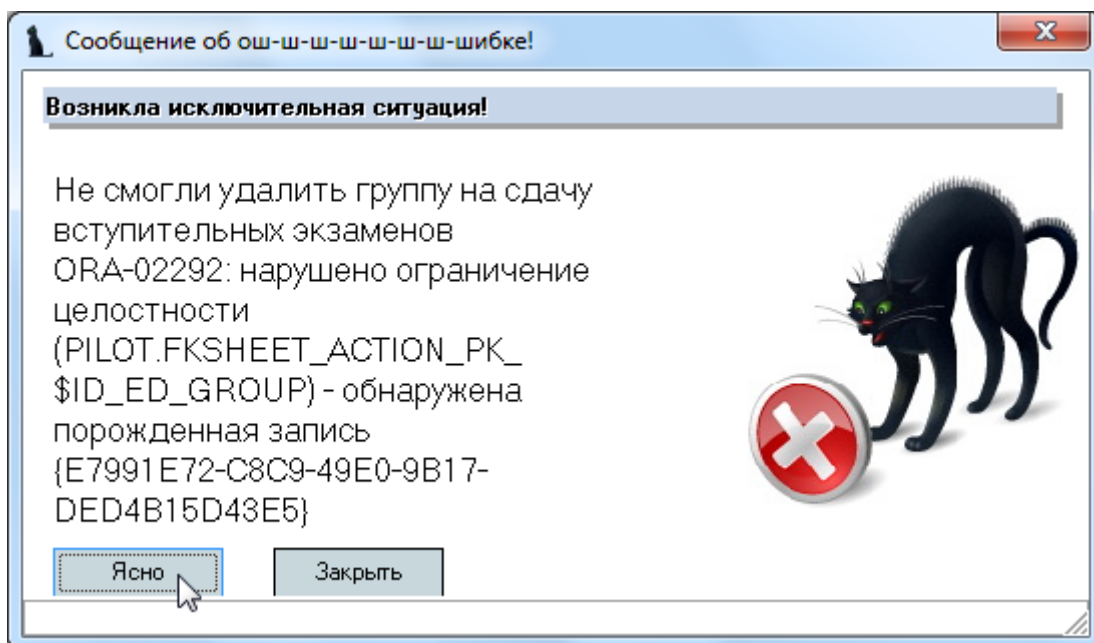 Сообщение об ош-ш-ш-ш-ш-ш-ш-шибке!
Возникла исключительная ситуация!
Не смогли удалить группу на сдачу
вступительных экзаменов
ORA-02292: нарушено ограничение
целостности
(PILOT.FKSHEET_ACTION_PK_
$ID_ED_GROUP) - обнаружена
порожденная запись
{E7991E72-C8C9-49E0-9B17-
DED4B15D43E5}
Ясно
Закрыть